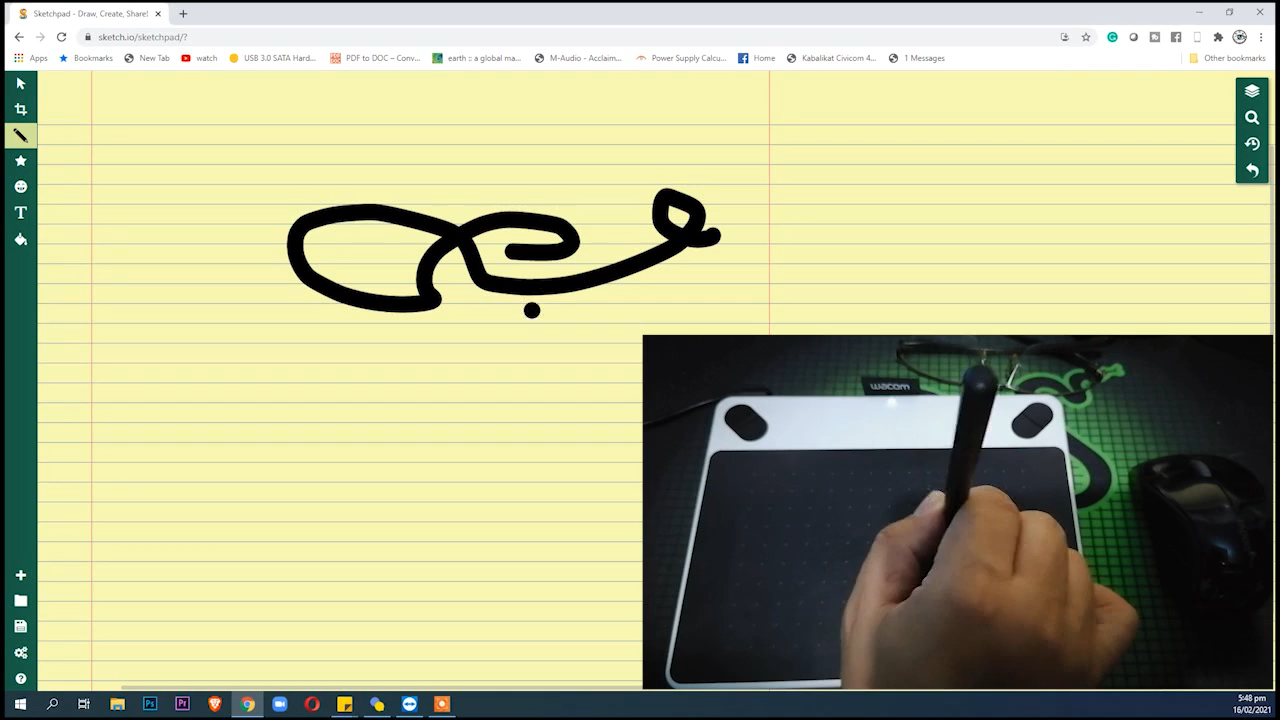 Sketchpad - Draw, Create, Share!
sketch.io/sketchpad/?
Apps Bookmarks New Tab watch USB 3.0 SATA Hard... PDF to DOC – Conv... earth :: a global ma... M-Audio - Acclaim... Power Supply Calcu... Home Kabalikat Civicom 4... 1 Messages Other bookmarks
T
wacom
?
Ps Pr
5:48 pm
16/02/2021